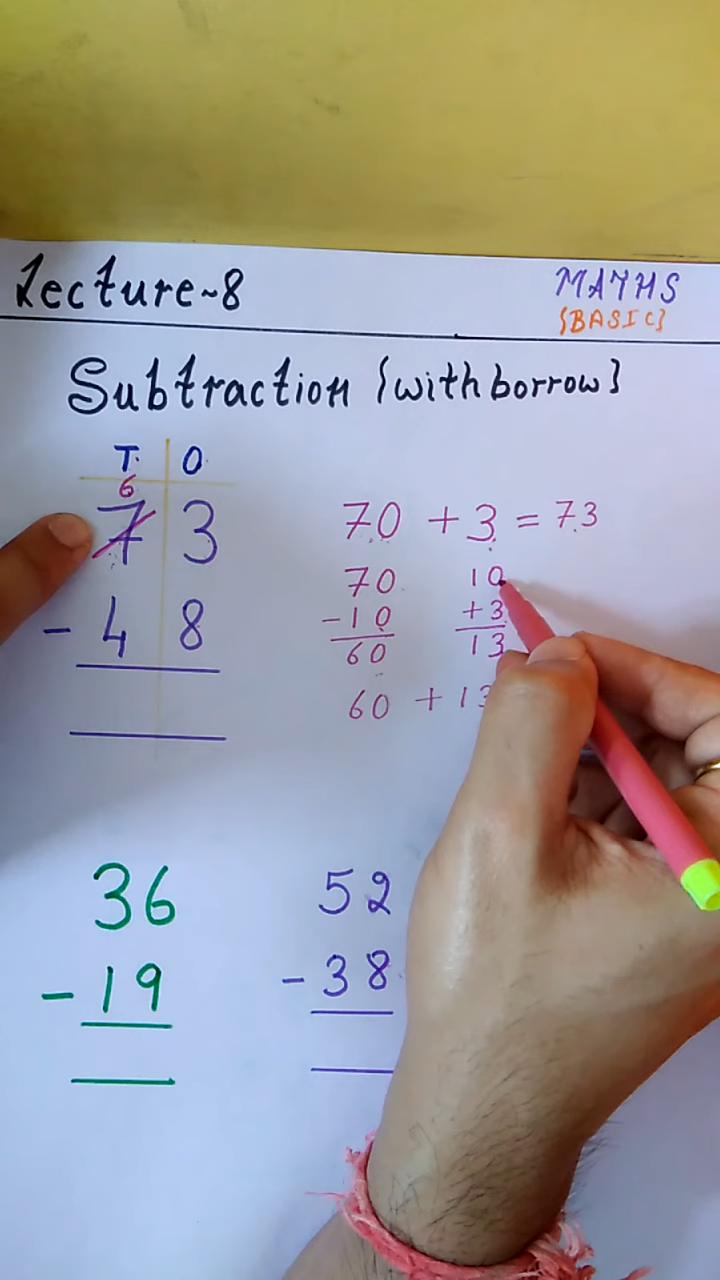 Lecture~8
MATHS
{BASIC}
Subtraction {with borrow}
T. O.
6
7 3
- 4 8
70 + 3 = 73
70 10
-10 +3
60 13
60 + 13
36
- 19
52
- 38